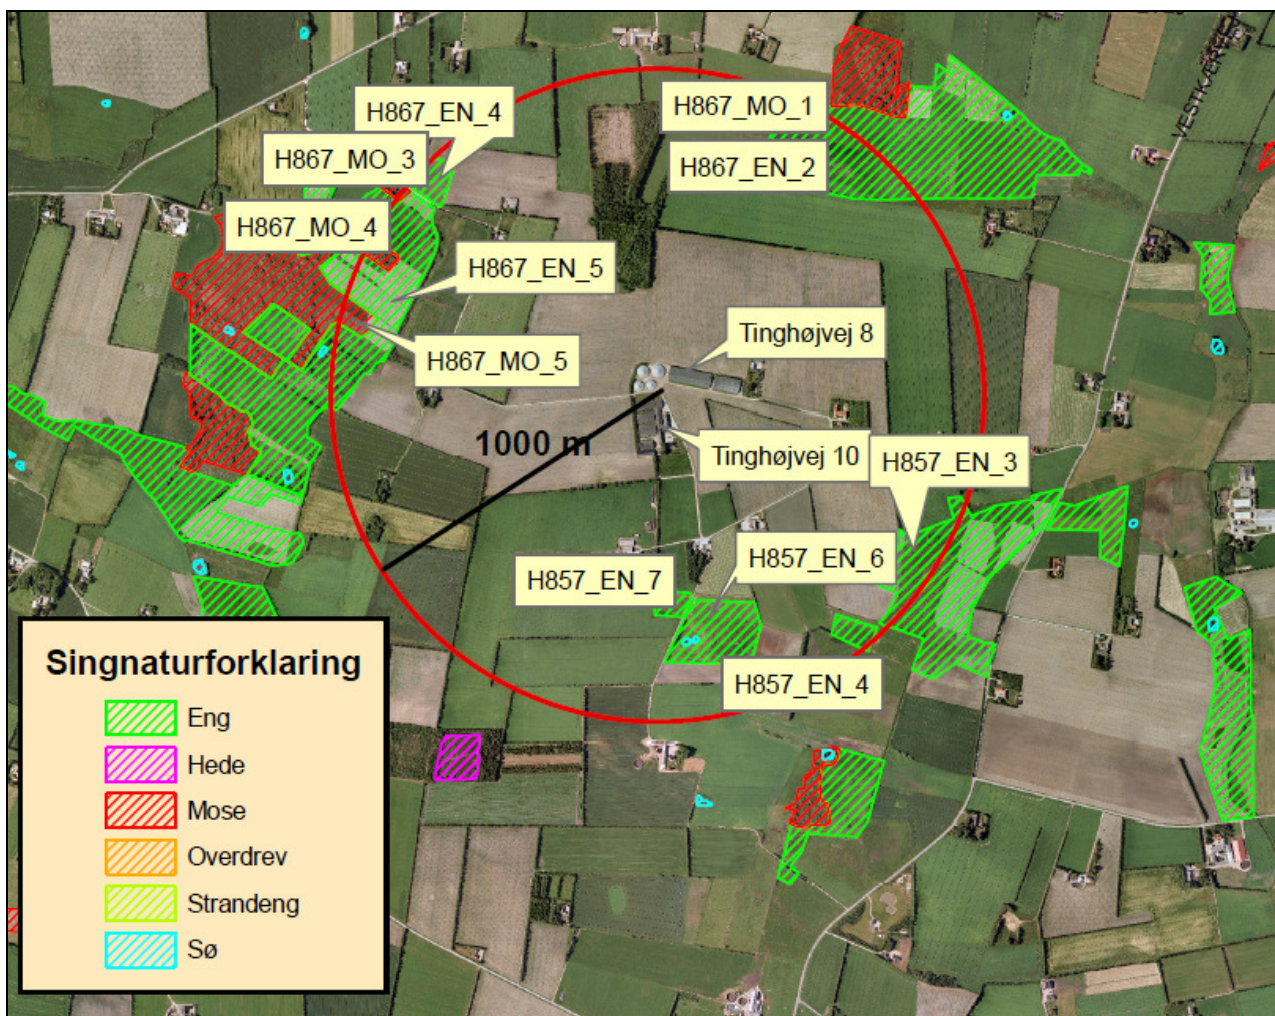 H867_EN_4
H867_MO_1
H867_MO_3
H867_EN_2
H867_MO_4
H867_EN_5
VESTKÆR
Tinghøjvej 8
H867_MO_5
1000 m
Tinghøjvej 10
H857_EN_3
H857_EN_6
H857_EN_7
H857_EN_4
Singnaturforklaring
Eng
Hede
Mose
Overdrev
Strandeng
Sø